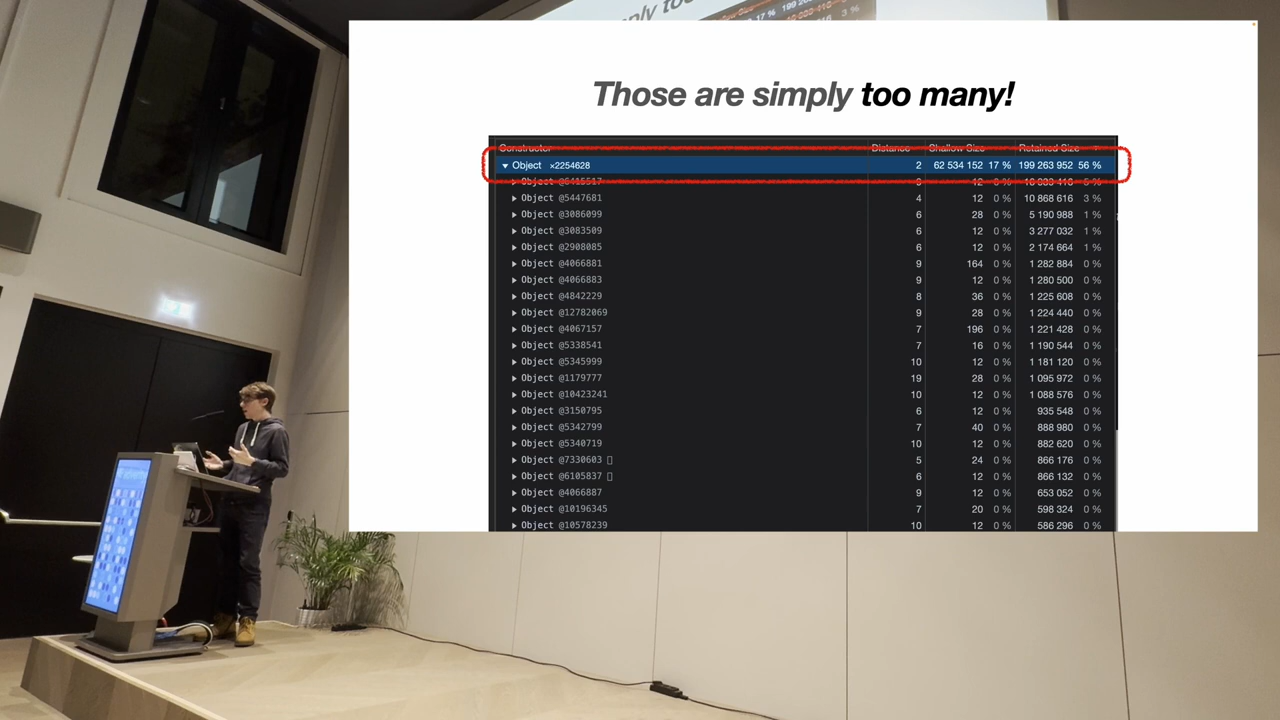 Those are simply too many!
Constructor Distance Shallow Size Retained Size
▼ Object ×2254628 2 62 534 152 17 % 199 263 952 56 %
▶ Object @5447681 4 12 0 % 10 868 616 3 %
▶ Object @3086099 6 28 0 % 5 190 988 1 %
▶ Object @3083509 6 12 0 % 3 277 032 1 %
▶ Object @2908085 6 12 0 % 2 174 664 1 %
▶ Object @4066881 9 164 0 % 1 282 884 0 %
▶ Object @4066883 9 12 0 % 1 280 500 0 %
▶ Object @4842229 8 36 0 % 1 225 608 0 %
▶ Object @12782069 9 28 0 % 1 224 440 0 %
▶ Object @4067157 7 196 0 % 1 221 428 0 %
▶ Object @5338541 7 16 0 % 1 190 544 0 %
▶ Object @5345999 10 12 0 % 1 181 120 0 %
▶ Object @1179777 19 28 0 % 1 095 972 0 %
▶ Object @10423241 10 12 0 % 1 088 576 0 %
▶ Object @3150795 6 12 0 % 935 548 0 %
▶ Object @5342799 7 40 0 % 888 980 0 %
▶ Object @5340719 10 12 0 % 882 620 0 %
▶ Object @7330603 5 24 0 % 866 176 0 %
▶ Object @6105837 6 12 0 % 866 132 0 %
▶ Object @4066887 9 12 0 % 653 052 0 %
▶ Object @10196345 7 20 0 % 598 324 0 %
▶ Object @10578239 10 12 0 % 586 296 0 %